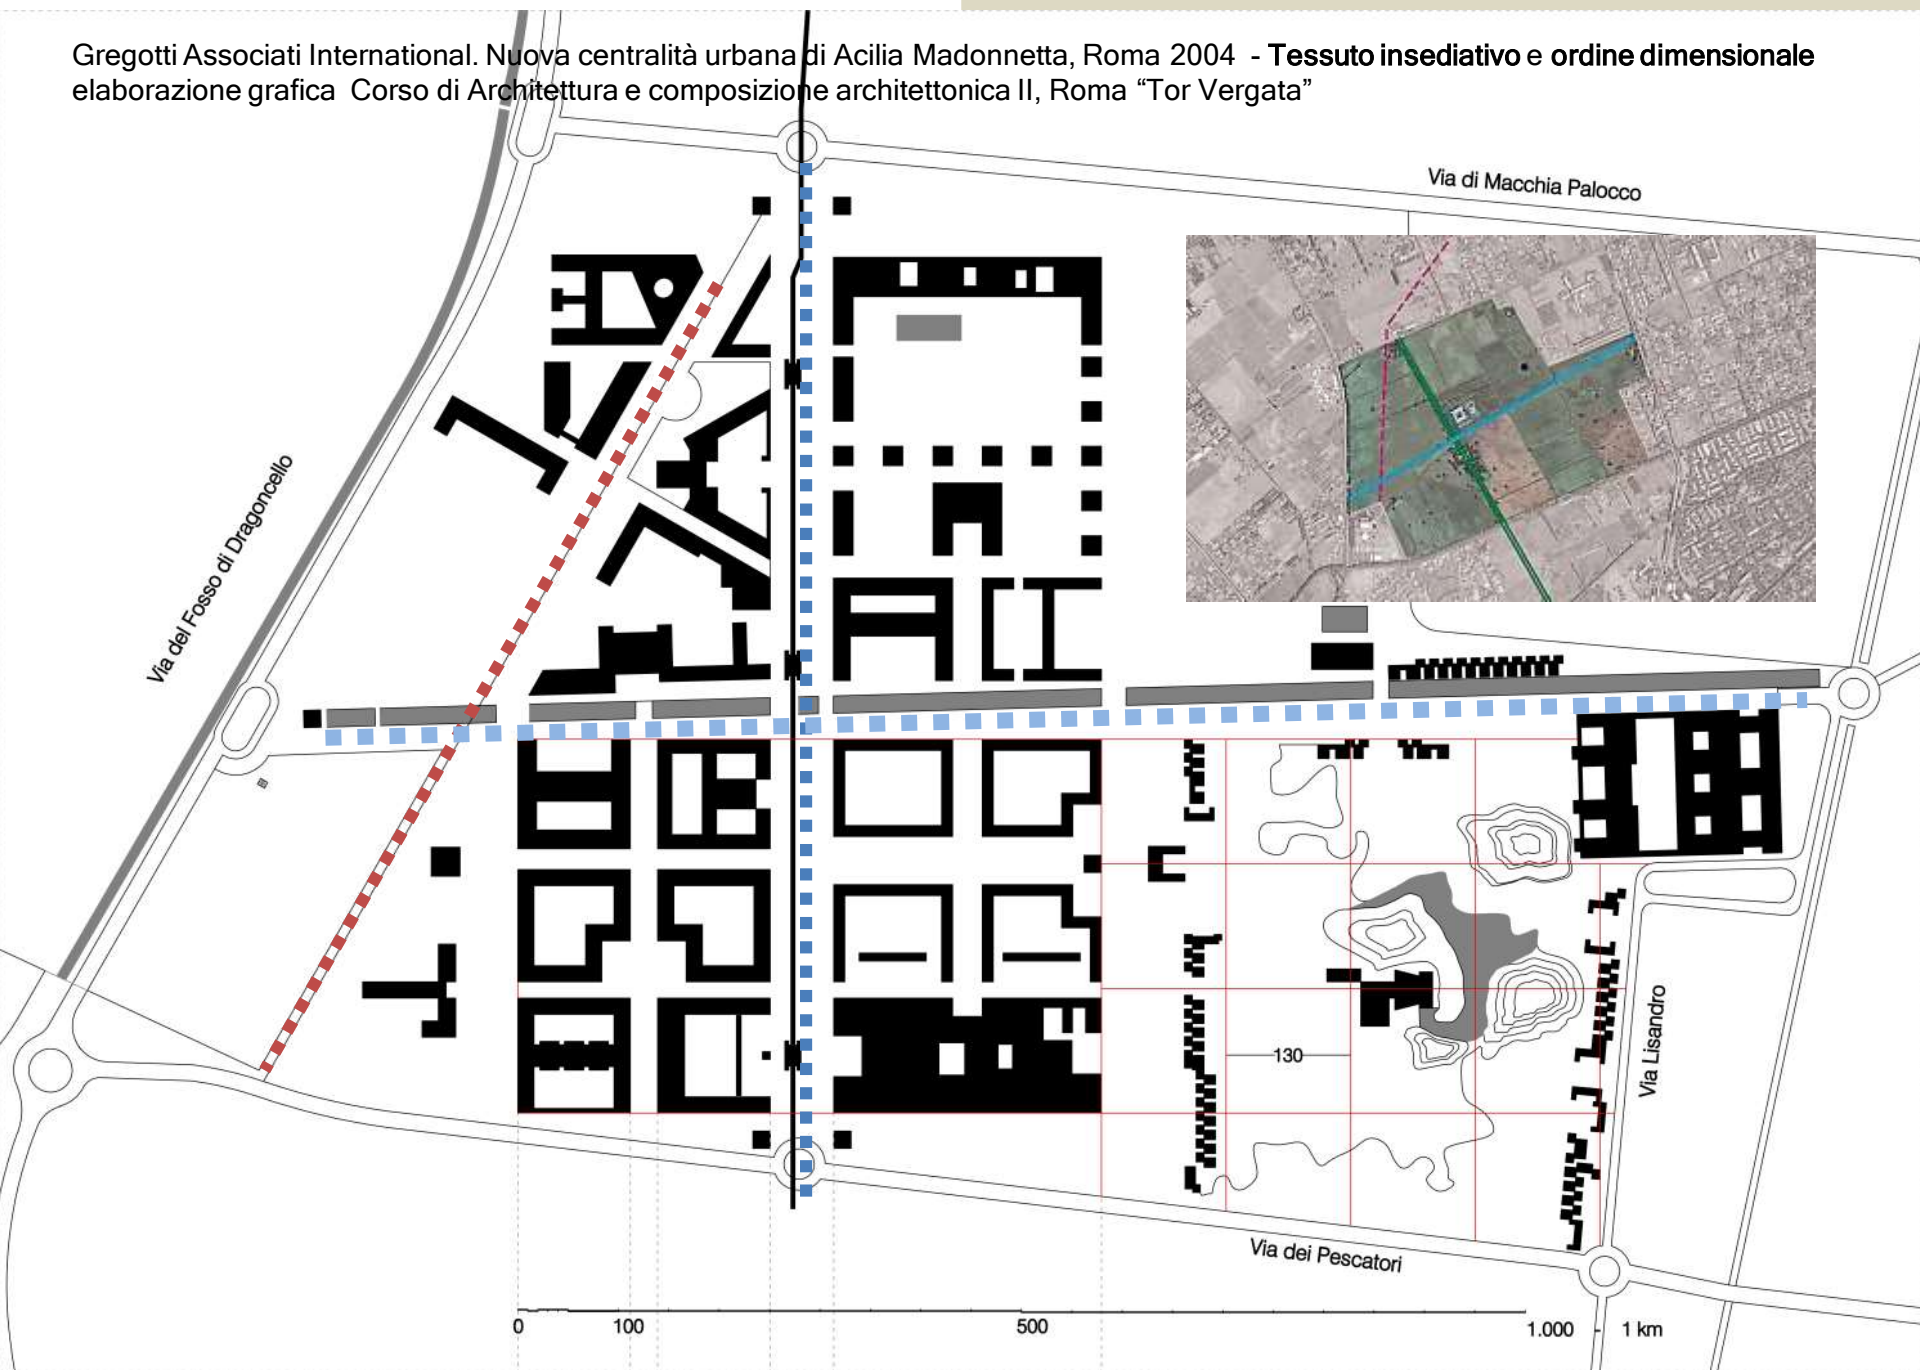 Gregotti Associati International. Nuova centralità urbana di Acilia Madonnetta, Roma 2004 - Tessuto insediativo e ordine dimensionale
elaborazione grafica Corso di Architettura e composizione architettonica II, Roma “Tor Vergata”
Via di Macchia Palocco
Via del Fosso di Dragoncello
130
Via Lisandro
Via dei Pescatori
0 100 500 1.000 - 1 km